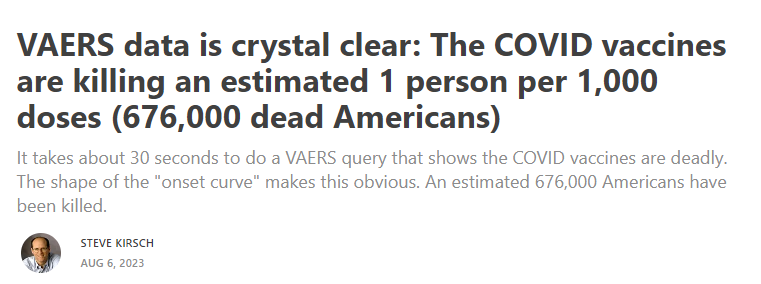 VAERS data is crystal clear: The COVID vaccines
are killing an estimated 1 person per 1,000
doses (676,000 dead Americans)
It takes about 30 seconds to do a VAERS query that shows the COVID vaccines are deadly.
The shape of the "onset curve" makes this obvious. An estimated 676,000 Americans have
been killed.
STEVE KIRSCH
AUG 6, 2023